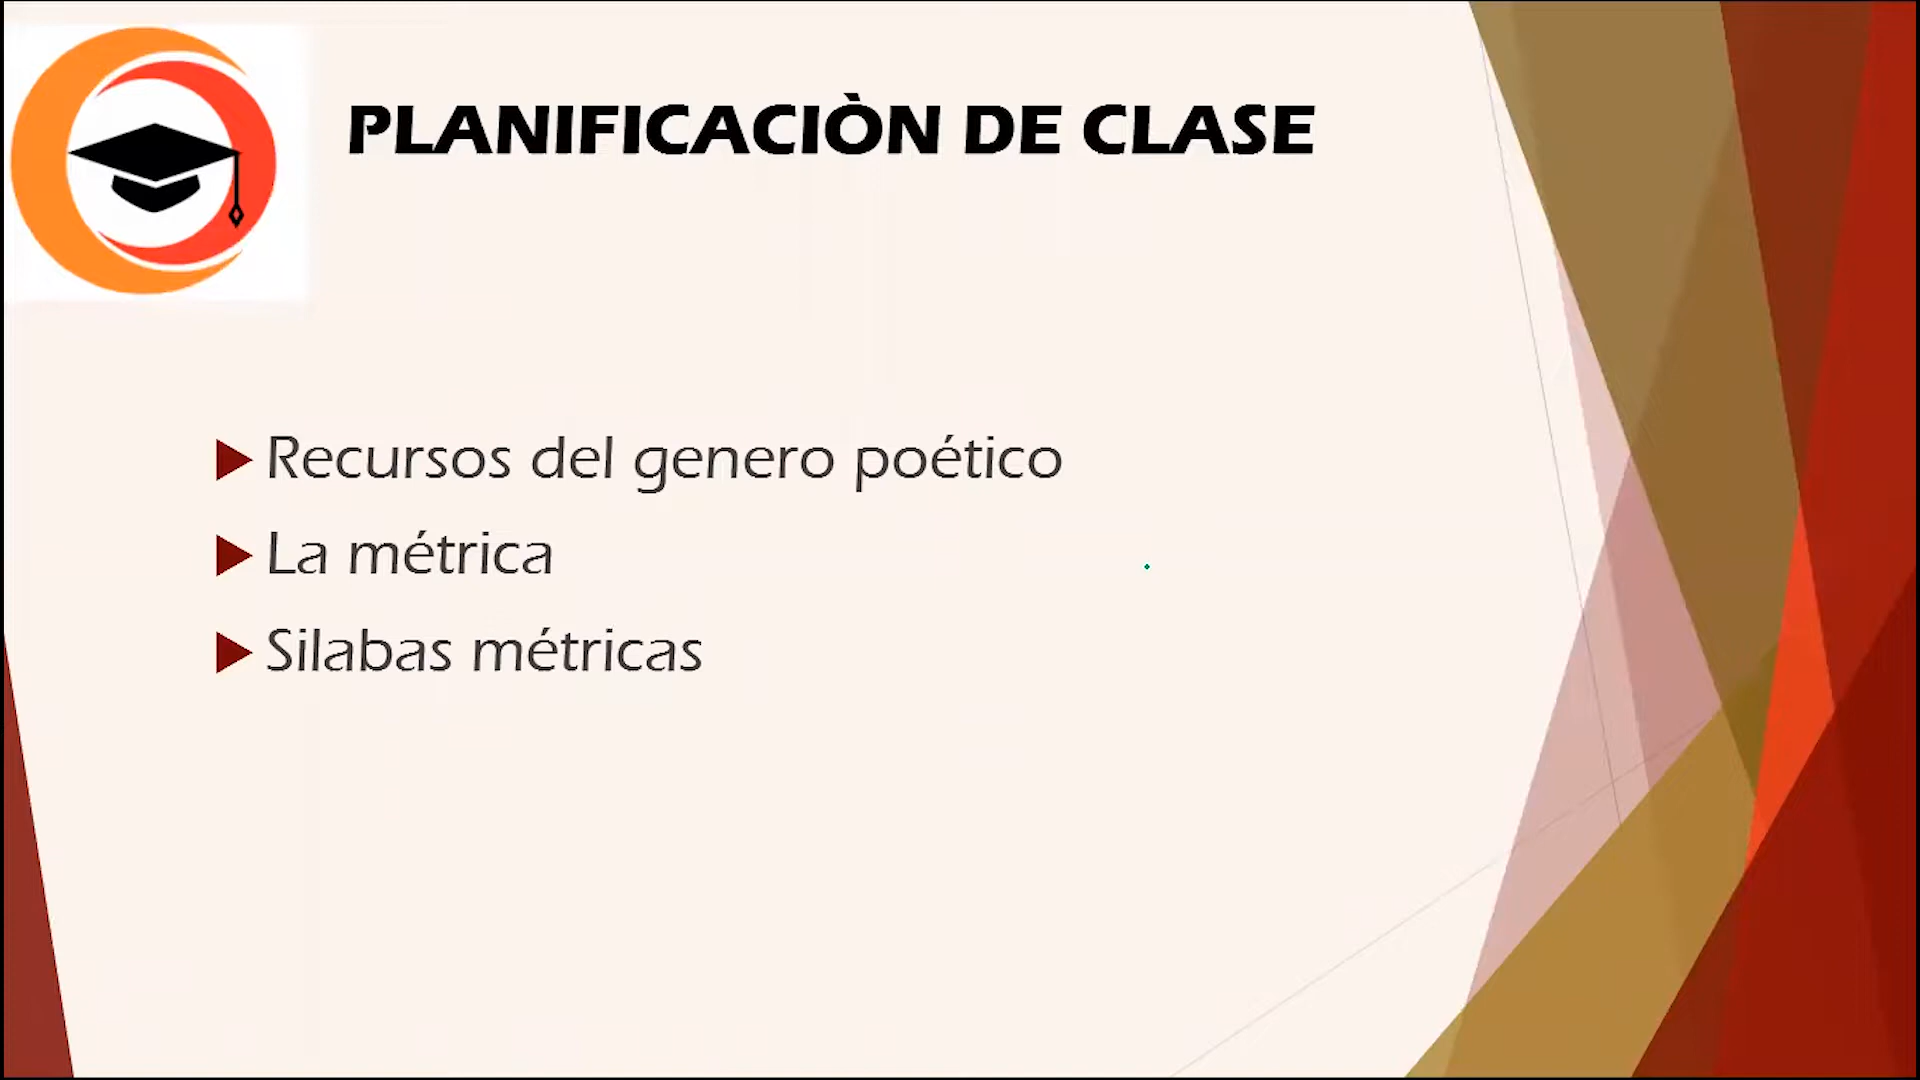 PLANIFICACIÒN DE CLASE
Recursos del genero poético
La métrica
Silabas métricas